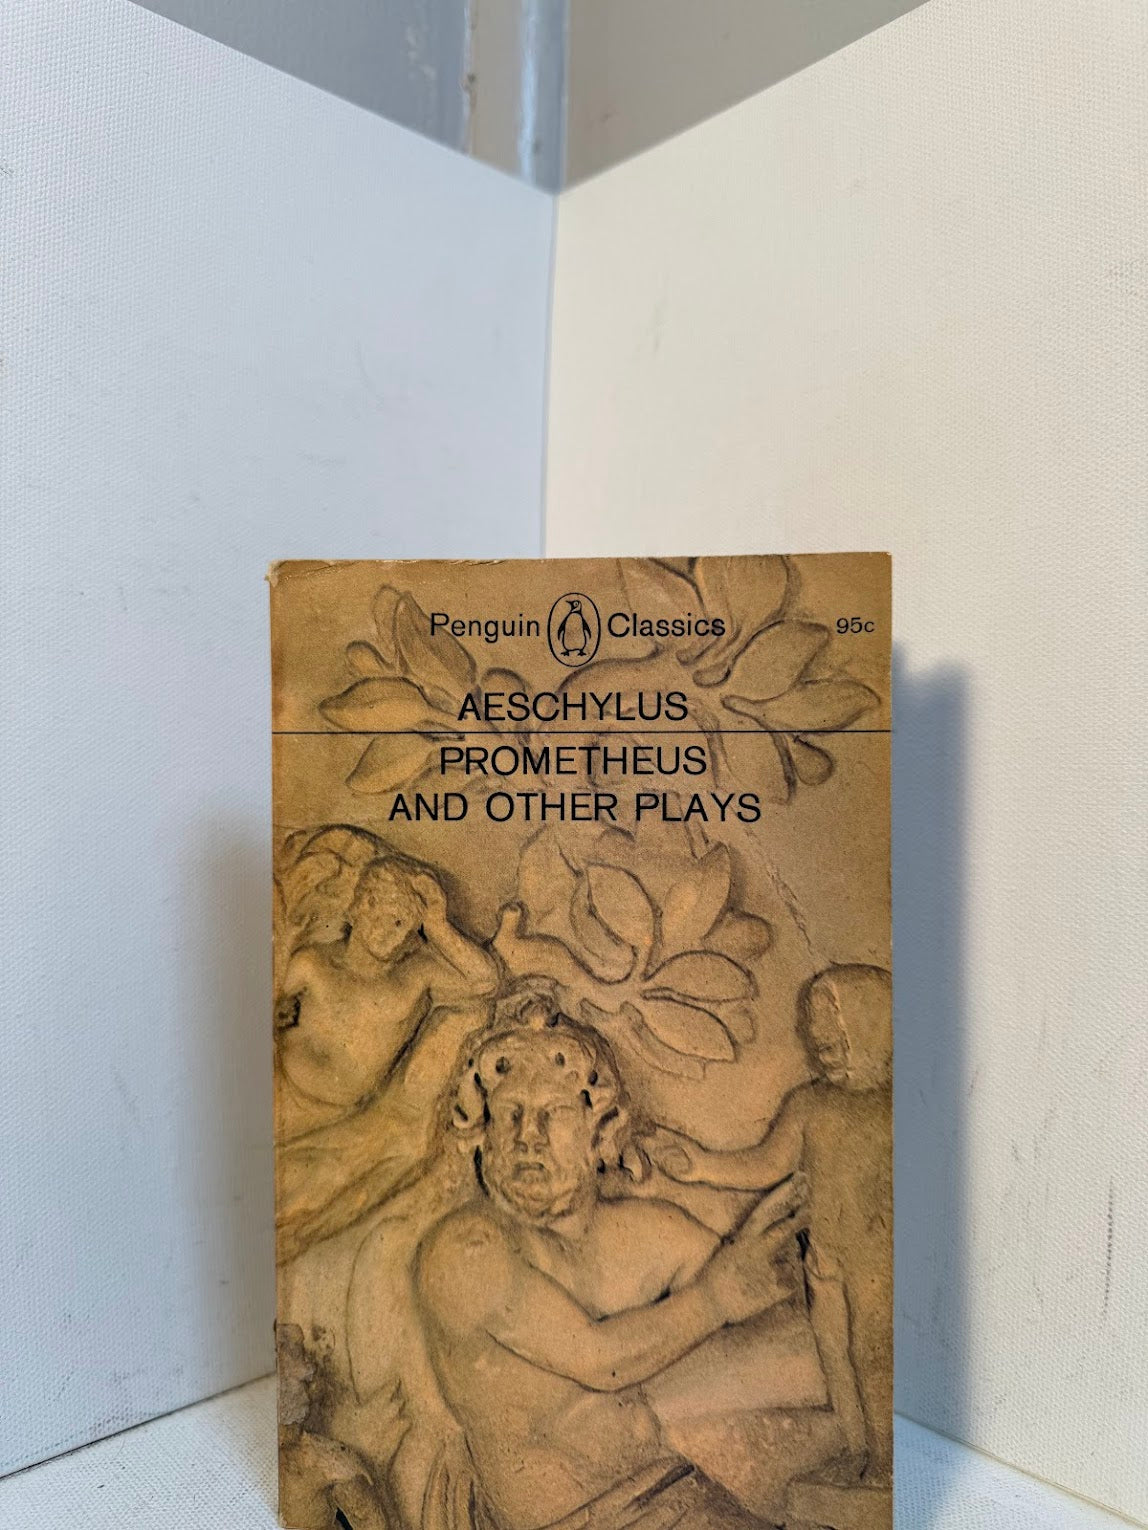 Penguin Classics 95c
AESCHYLUS
PROMETHEUS
AND OTHER PLAYS